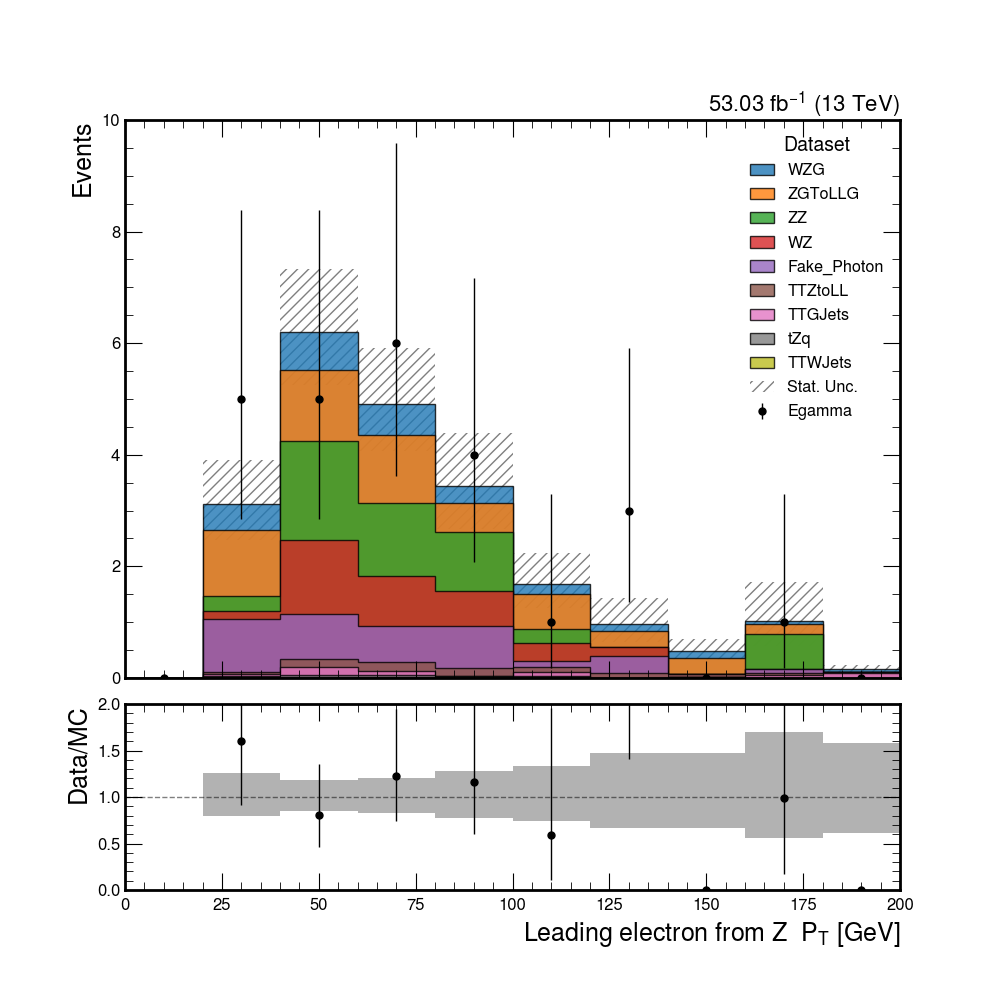 53.03 fb⁻¹ (13 TeV)
Events
10
8
6
4
2
0
Dataset
WZG
ZGToLLG
ZZ
WZ
Fake_Photon
TTZtoLL
TTGJets
tZq
TTWJets
Stat. Unc.
Egamma
Data/MC
2.0
1.5
1.0
0.5
0.0
0 25 50 75 100 125 150 175 200
Leading electron from Z P_T [GeV]